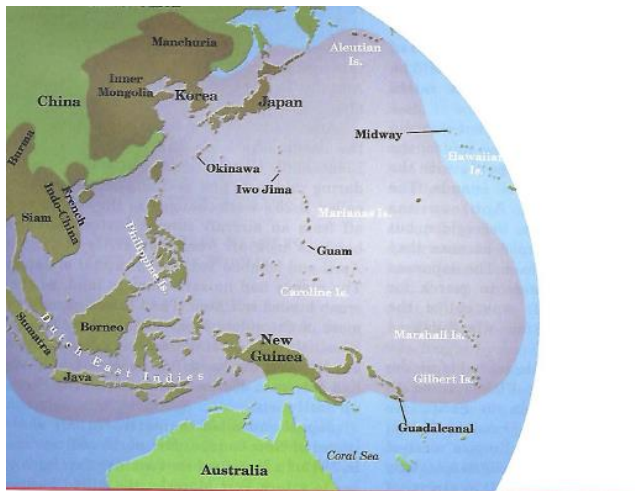 Manchuria
Aleutian
Is.
Inner
Mongolia
Korea
China
Japan
Midway
Burma
Hawaiian
Is.
Okinawa
Iwo Jima
French
Indo-China
Siam
Marianas Is.
Philippine Is.
Guam
Caroline Is.
Sumatra
Borneo
Dutch East Indies
Java
New
Guinea
Marshall Is.
Gilbert Is.
Guadalcanal
Coral Sea
Australia